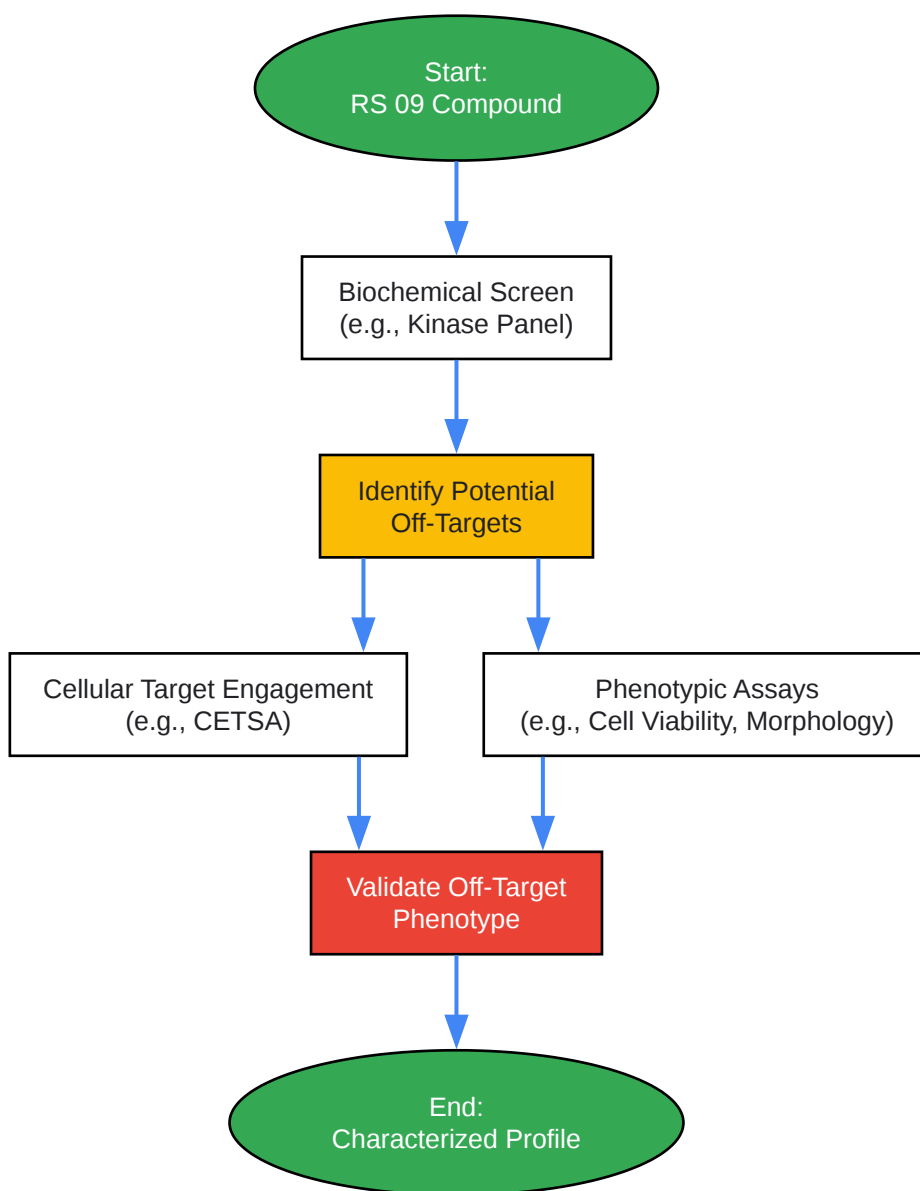 Start:
RS 09 Compound
Biochemical Screen
(e.g., Kinase Panel)
Identify Potential
Off-Targets
Cellular Target Engagement
(e.g., CETSA)
Phenotypic Assays
(e.g., Cell Viability, Morphology)
Validate Off-Target
Phenotype
End:
Characterized Profile